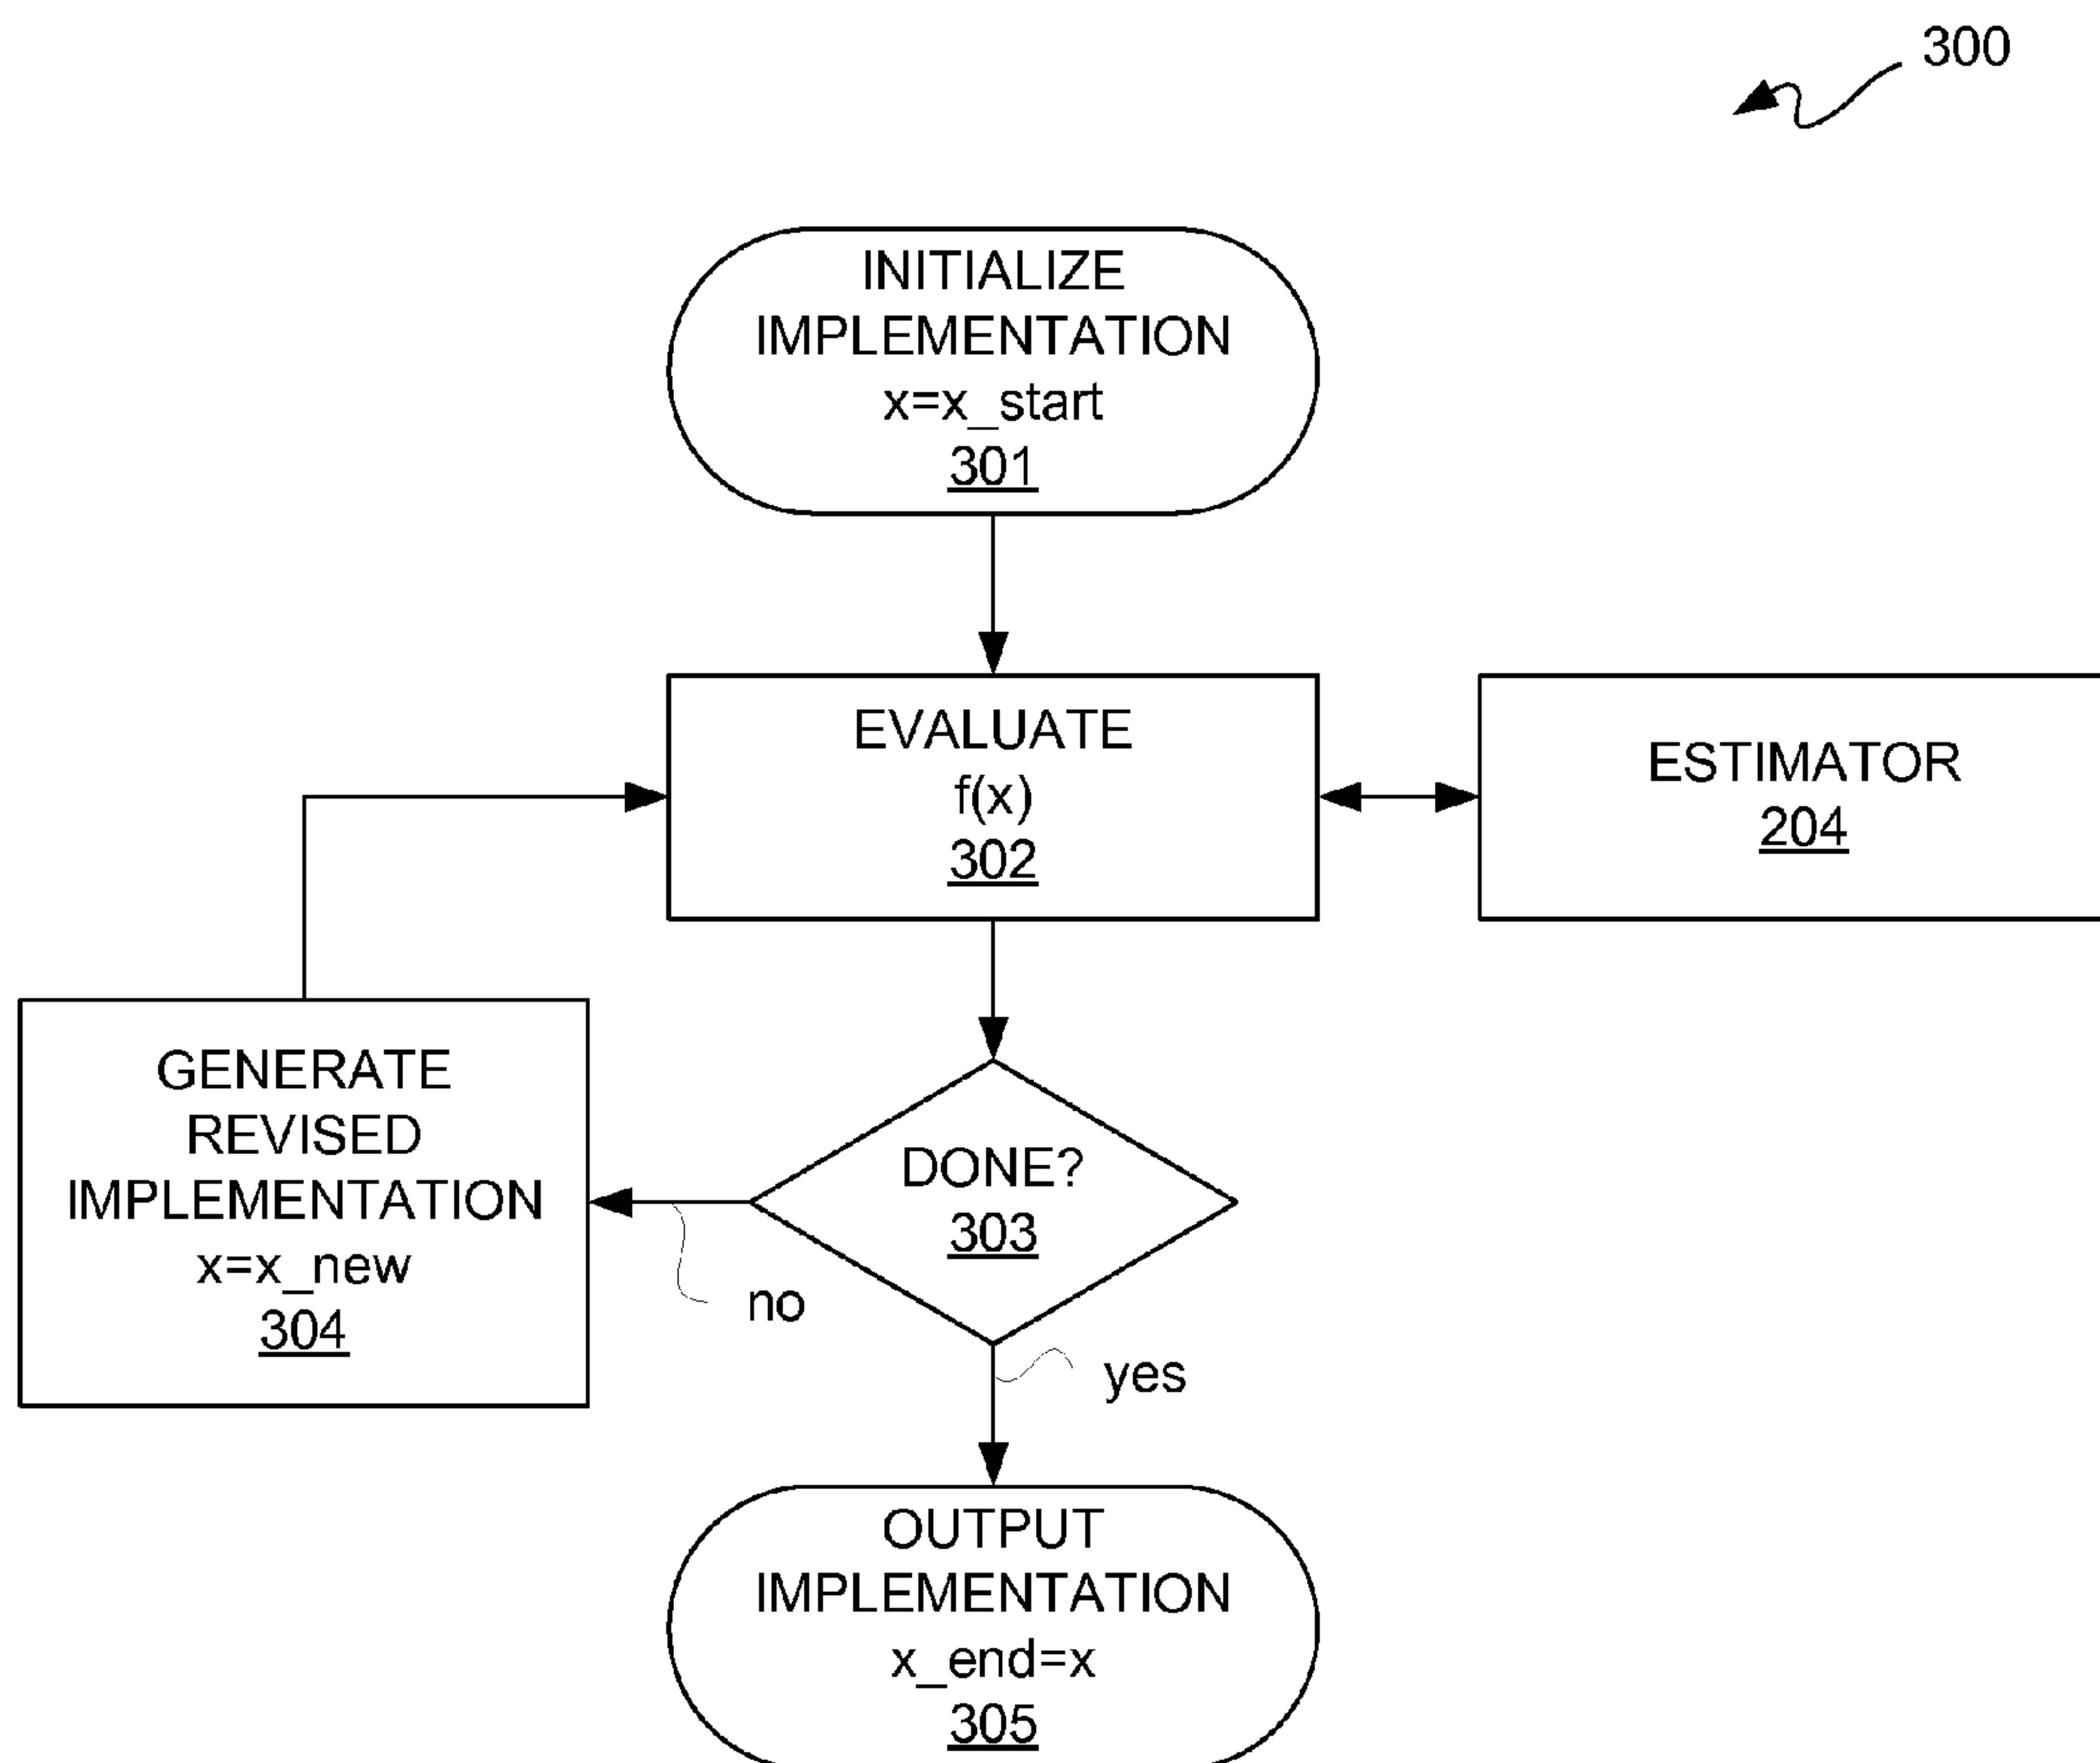 300
INITIALIZE
IMPLEMENTATION
x=x_start
301
EVALUATE
f(x)
302
ESTIMATOR
204
GENERATE
REVISED
IMPLEMENTATION
x=x_new
304
DONE?
303
no
yes
OUTPUT
IMPLEMENTATION
x_end=x
305